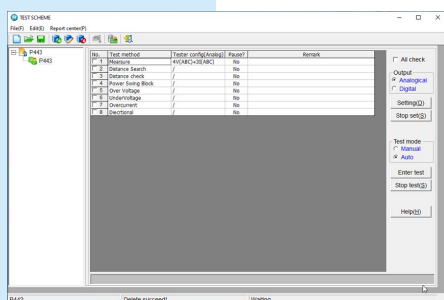 TEST SCHEME
File(F) Edit(E) Report center(P)
P443
P443
No. Test method Tester config[Analog] Pause? Remark
1 Measure 4V(ABC)+3I(ABC) No
2 Distance Search / No
3 Distance check / No
4 Power Swing Block / No
5 Over Voltage / No
6 UnderVoltage / No
7 Overcurrent / No
8 Directional / No
All check
Output
Analogical
Digital
Setting(O)
Stop set(S)
Test mode
Manual
Auto
Enter test
Stop test(S)
Help(H)
P443 Delete succeed! Waiting